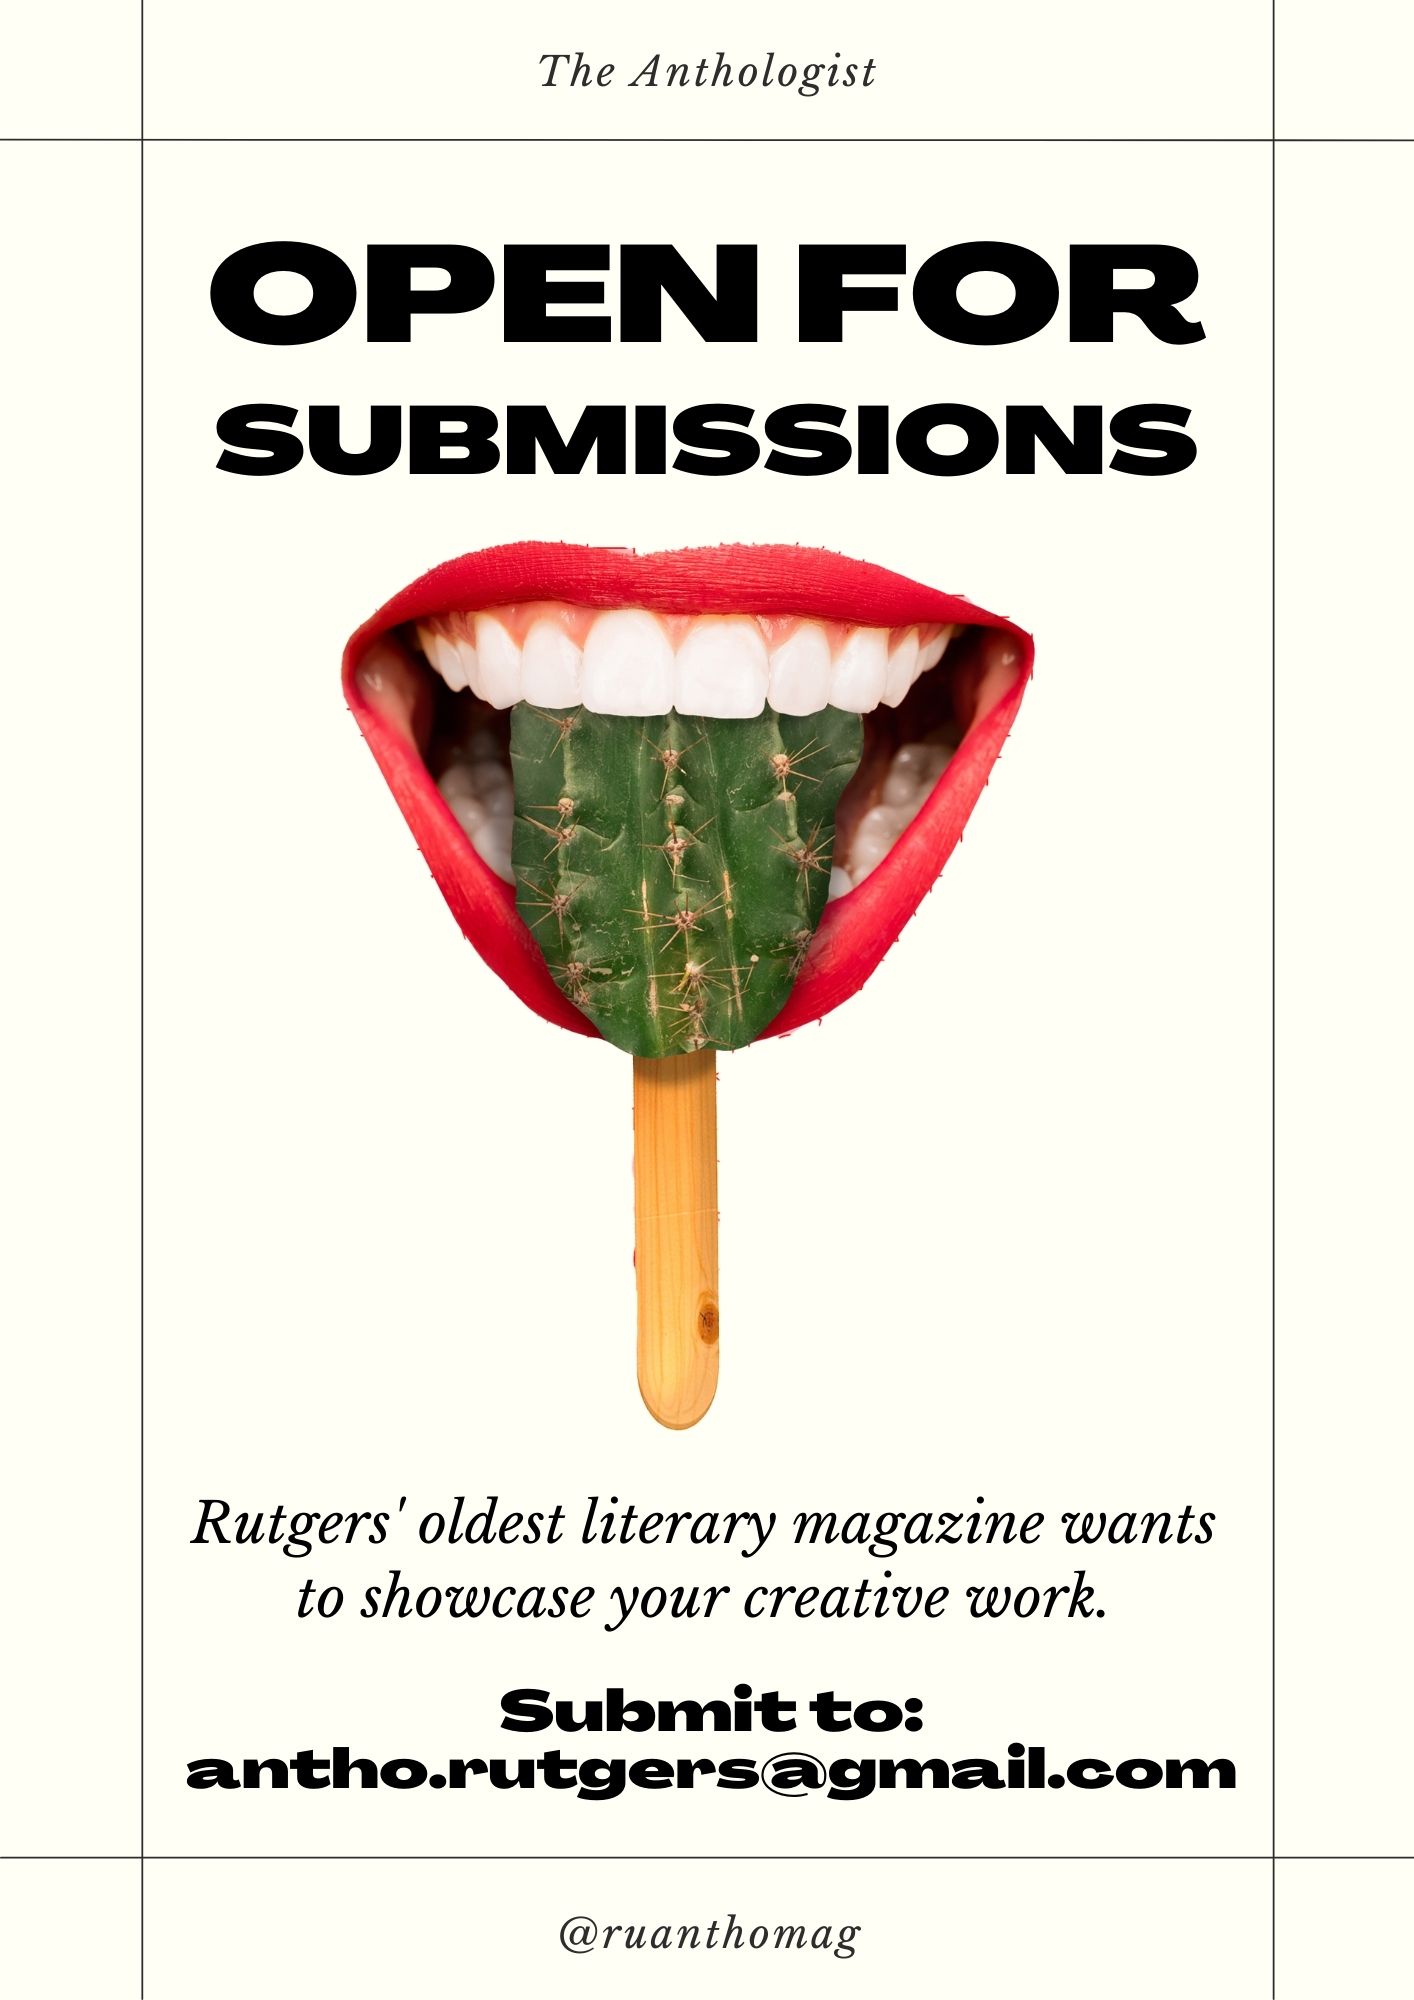 The Anthologist
OPEN FOR
SUBMISSIONS
Rutgers' oldest literary magazine wants
to showcase your creative work.
Submit to:
antho.rutgers@gmail.com
@ruanthomag